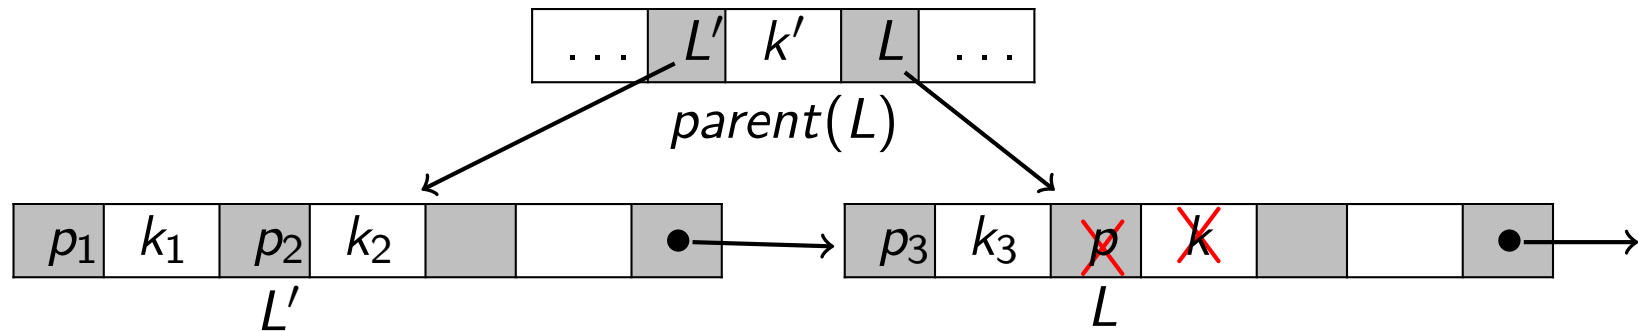 ... L′ k′ L ...
parent(L)
p₁ k₁ p₂ k₂ p₃ k₃ p k
L′ L